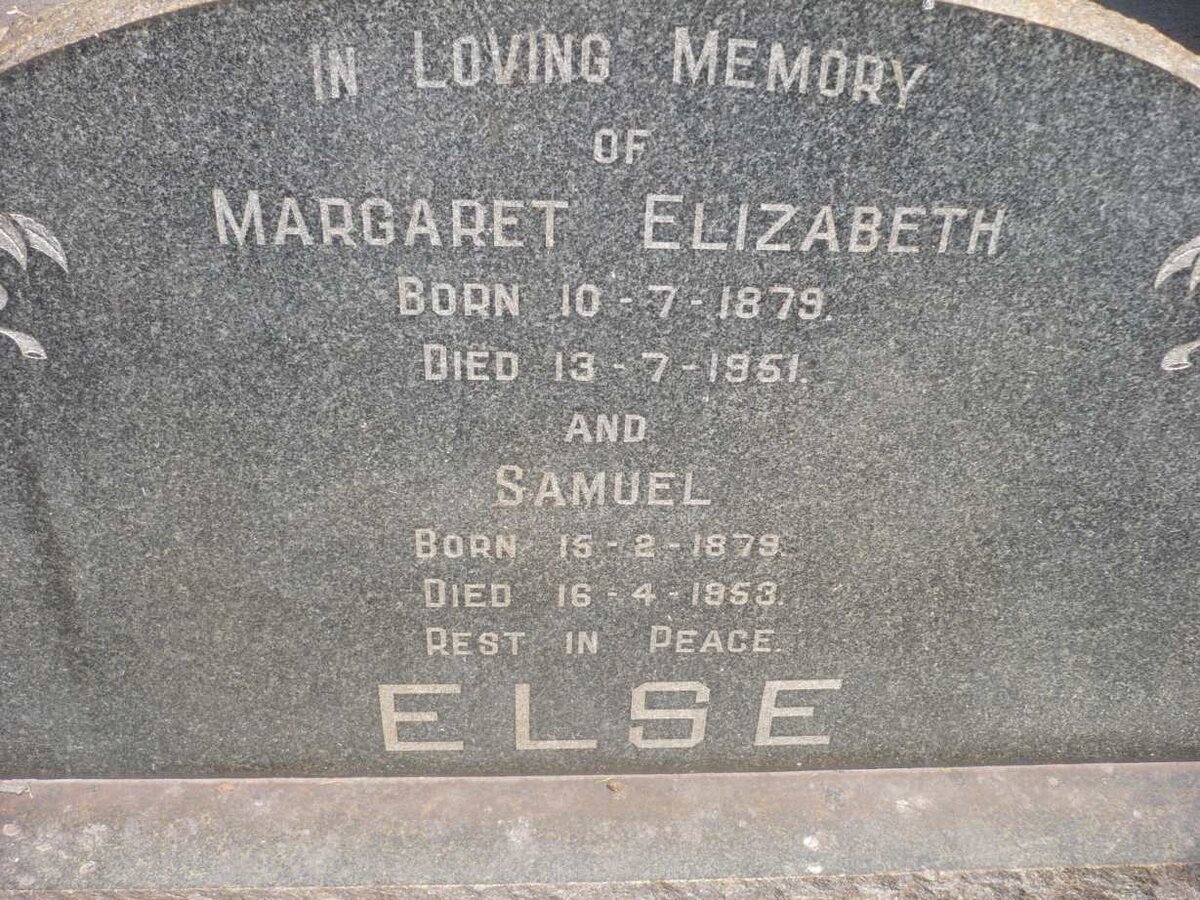 IN LOVING MEMORY
OF
MARGARET ELIZABETH
BORN 10-7-1879.
DIED 13-7-1951.
AND
SAMUEL
BORN 15-2-1879.
DIED 16-4-1953.
REST IN PEACE.
ELSE